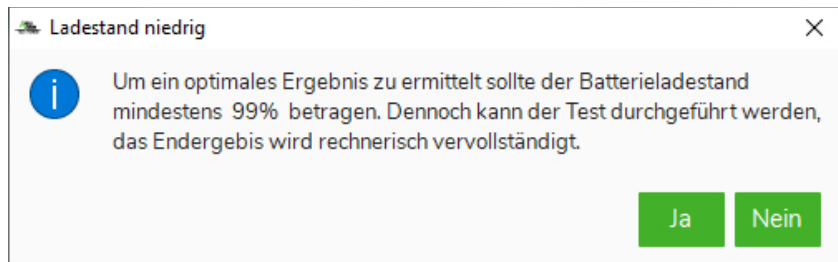 Ladestand niedrig
Um ein optimales Ergebnis zu ermittelt sollte der Batterieladestand
mindestens 99% betragen. Dennoch kann der Test durchgeführt werden,
das Endergebis wird rechnerisch vervollständigt.
Ja Nein